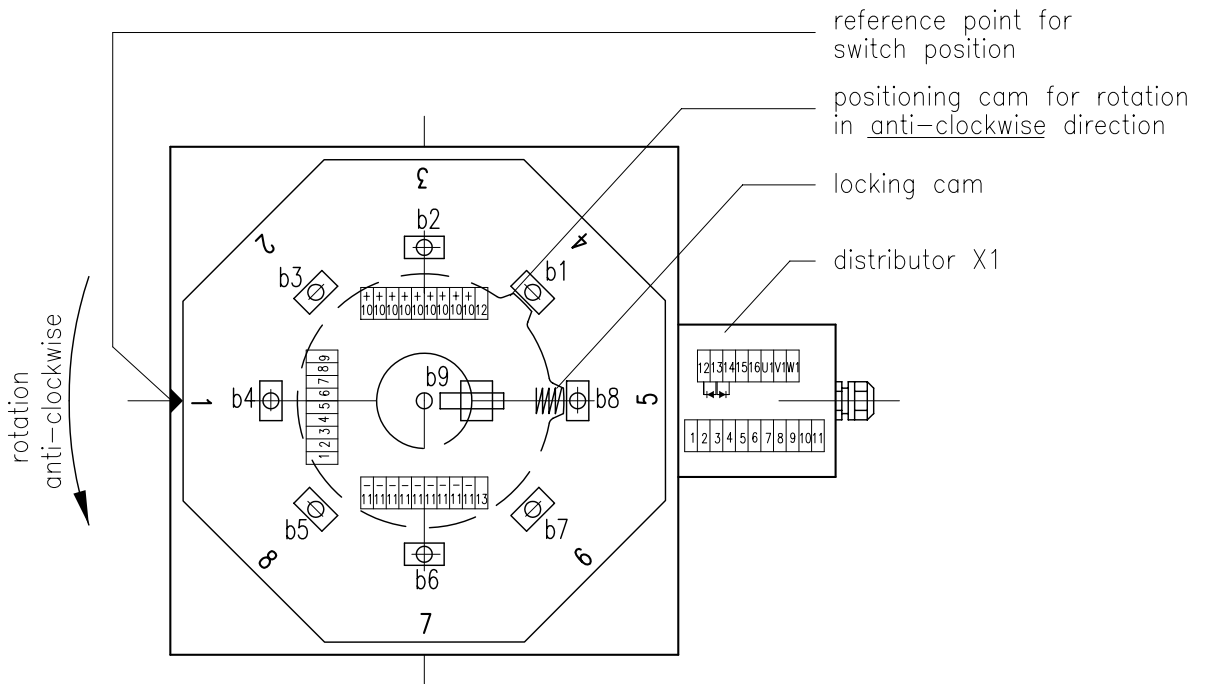 reference point for
switch position
positioning cam for rotation
in anti-clockwise direction
locking cam
distributor X1
rotation
anti-clockwise
1
2
3
4
5
6
7
8
b1
b2
b3
b4
b5
b6
b7
b8
b9
+ + + + + + + + +
10 10 10 10 10 10 10 10 10 12
1 2 3 4 5 6 7 8 9
- - - - - - - - -
11 11 11 11 11 11 11 11 11 13
12 13 14 15 16 U1 V1 W1
1 2 3 4 5 6 7 8 9 10 11